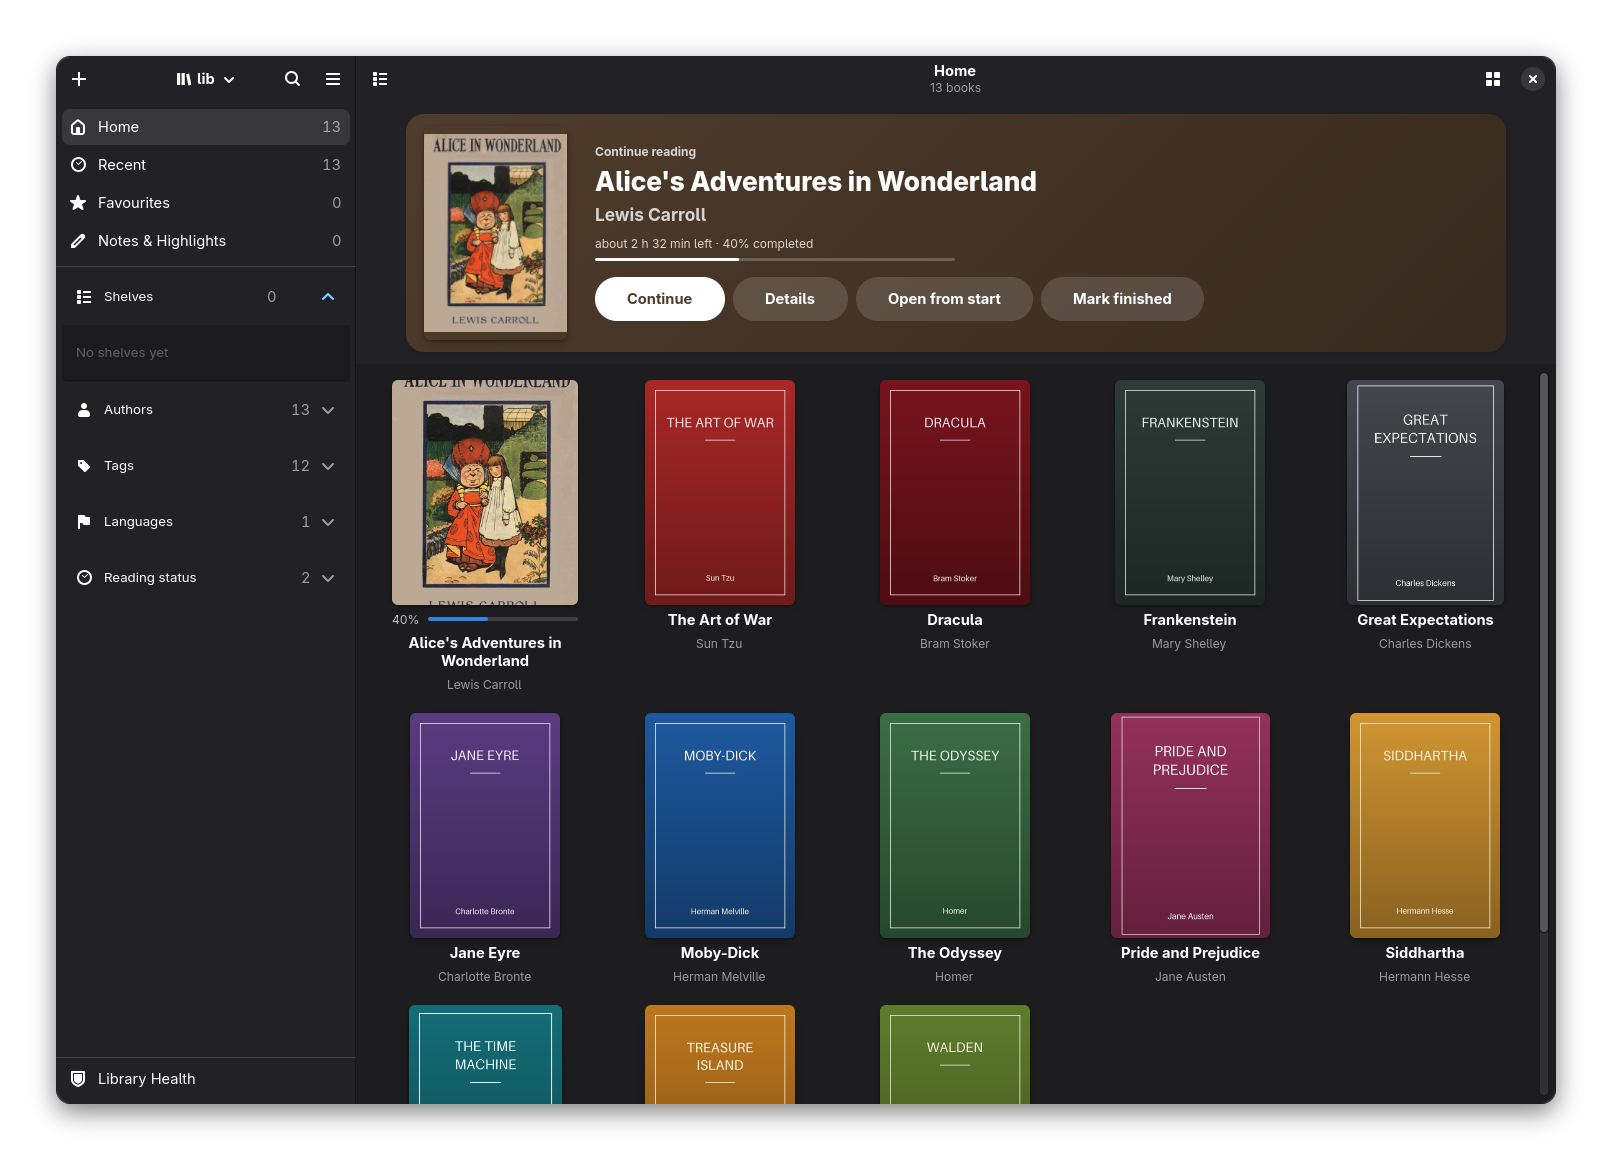 lib
Home 13
Recent 13
Favourites 0
Notes & Highlights 0
Shelves 0
No shelves yet
Authors 13
Tags 12
Languages 1
Reading status 2
Library Health
Home
13 books
ALICE IN WONDERLAND
LEWIS CARROLL
Continue reading
Alice's Adventures in Wonderland
Lewis Carroll
about 2 h 32 min left · 40% completed
Continue Details Open from start Mark finished
ALICE IN WONDERLAND
LEWIS CARROLL
40%
Alice's Adventures in
Wonderland
Lewis Carroll
THE ART OF WAR
Sun Tzu
The Art of War
Sun Tzu
DRACULA
Bram Stoker
Dracula
Bram Stoker
FRANKENSTEIN
Mary Shelley
Frankenstein
Mary Shelley
GREAT
EXPECTATIONS
Charles Dickens
Great Expectations
Charles Dickens
JANE EYRE
Charlotte Bronte
Jane Eyre
Charlotte Bronte
MOBY-DICK
Herman Melville
Moby-Dick
Herman Melville
THE ODYSSEY
Homer
The Odyssey
Homer
PRIDE AND
PREJUDICE
Jane Austen
Pride and Prejudice
Jane Austen
SIDDHARTHA
Hermann Hesse
Siddhartha
Hermann Hesse
THE TIME
MACHINE
TREASURE
ISLAND
WALDEN